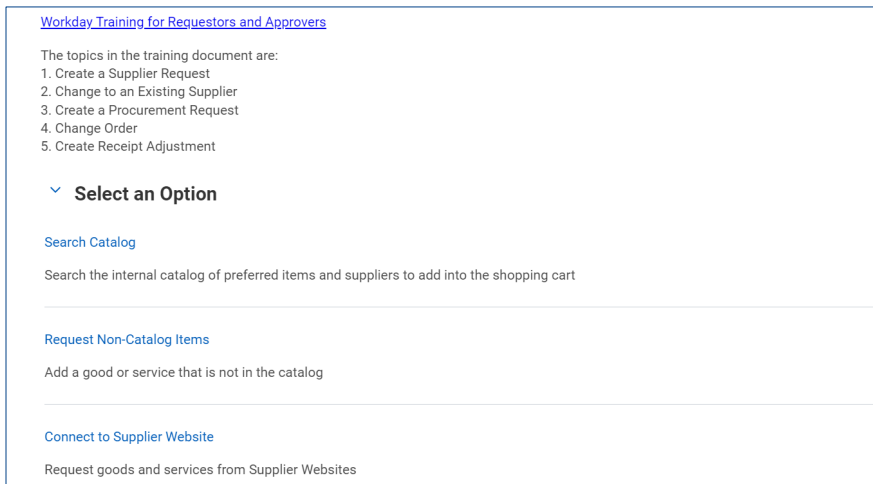 Workday Training for Requestors and Approvers
The topics in the training document are:
1. Create a Supplier Request
2. Change to an Existing Supplier
3. Create a Procurement Request
4. Change Order
5. Create Receipt Adjustment
Select an Option
Search Catalog
Search the internal catalog of preferred items and suppliers to add into the shopping cart
Request Non-Catalog Items
Add a good or service that is not in the catalog
Connect to Supplier Website
Request goods and services from Supplier Websites